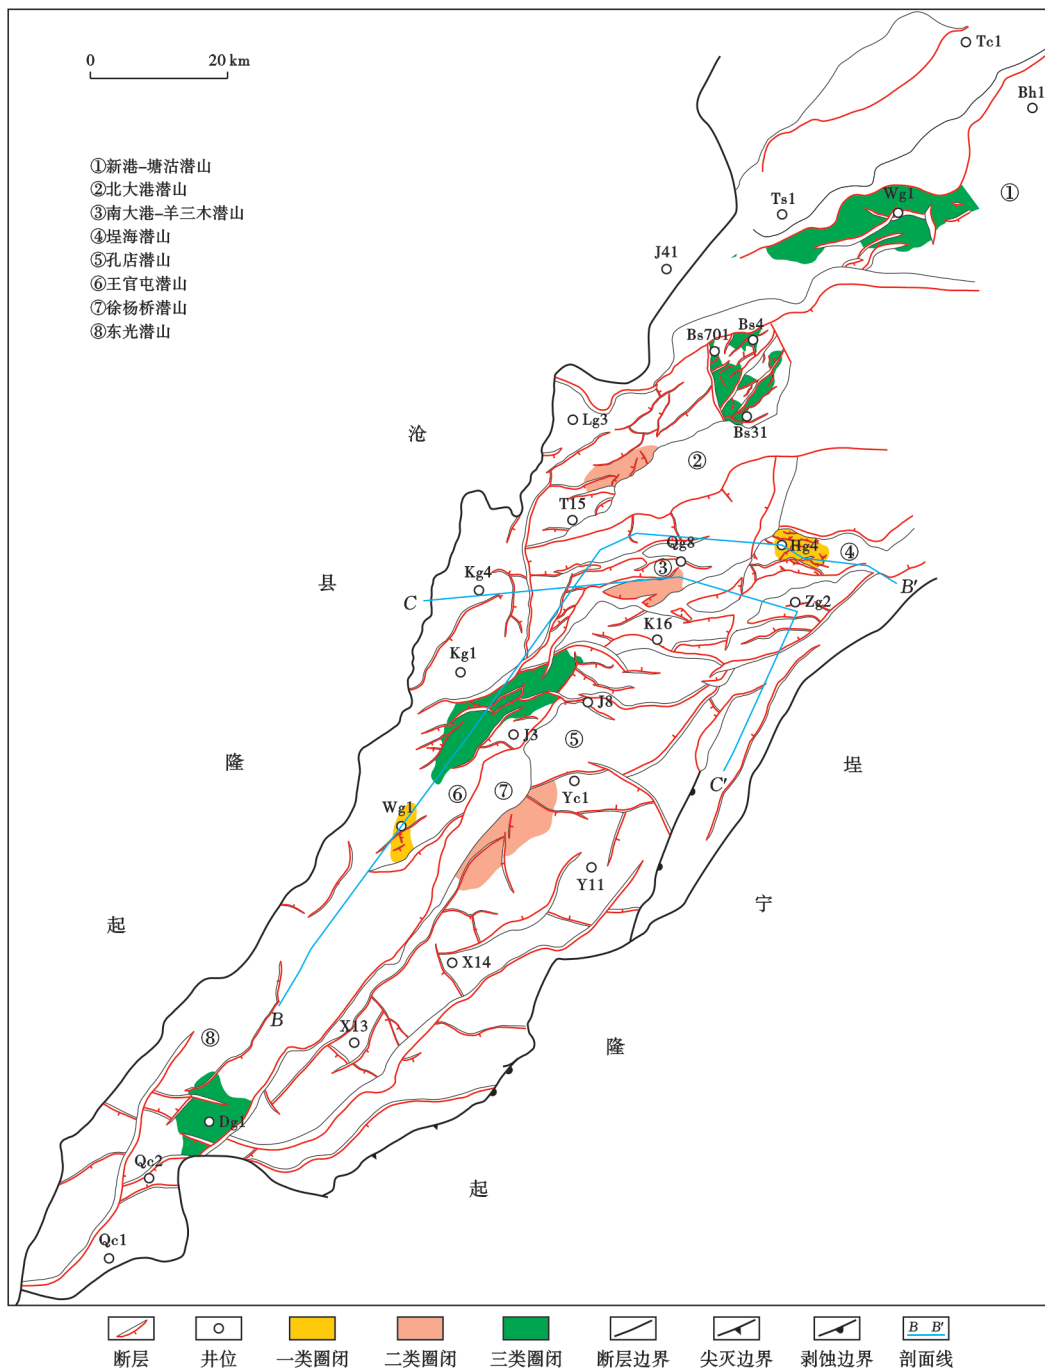 0 20 km
①新港–塘沽潜山
②北大港潜山
③南大港–羊三木潜山
④埕海潜山
⑤孔店潜山
⑥王官屯潜山
⑦徐杨桥潜山
⑧东光潜山
Tc1
Bh1
①
Wg1
Ts1
J41
Bs4
Bs701
Lg3
Bs31
沧
②
T15
Qg8
Hg4
④
③
县
Kg4
C
B′
Zg2
K16
Kg1
J8
J3
⑤
隆
埕
C′
⑥
⑦
Yc1
Wg1
Y11
宁
起
X14
B
⑧
X13
隆
Dg1
Qc2
起
Qc1
B B′
断层 井位 一类圈闭 二类圈闭 三类圈闭 断层边界 尖灭边界 剥蚀边界 剖面线